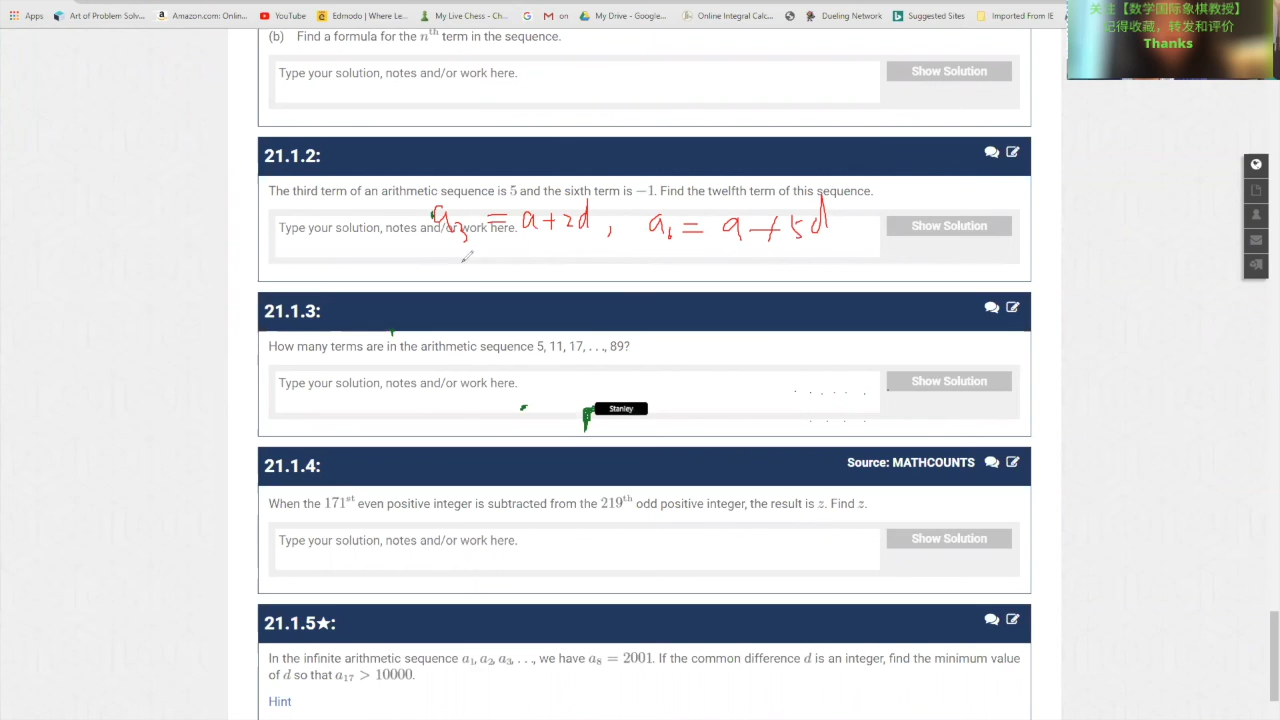 Apps
Art of Problem Solv...
Amazon.com: Onli...
YouTube
Edmodo | Where Le...
My Live Chess - Ch...
on
My Drive - Google...
Online Integral Calc...
Dueling Network
Suggested Sites
Imported From IE
关注【数学国际象棋教授】
记得收藏，转发和评价
Thanks
(b) Find a formula for the nth term in the sequence.
Type your solution, notes and/or work here.
Show Solution
21.1.2:
The third term of an arithmetic sequence is 5 and the sixth term is −1. Find the twelfth term of this sequence.
Type your solution, notes and/or work here.
Show Solution
a3 = a+2d, a6 = a+5d
21.1.3:
How many terms are in the arithmetic sequence 5, 11, 17, . . ., 89?
Type your solution, notes and/or work here.
Show Solution
Stanley
21.1.4:
Source: MATHCOUNTS
When the 171st even positive integer is subtracted from the 219th odd positive integer, the result is z. Find z.
Type your solution, notes and/or work here.
Show Solution
21.1.5★:
In the infinite arithmetic sequence a1, a2, a3, . . ., we have a8 = 2001. If the common difference d is an integer, find the minimum value
of d so that a17 > 10000.
Hint